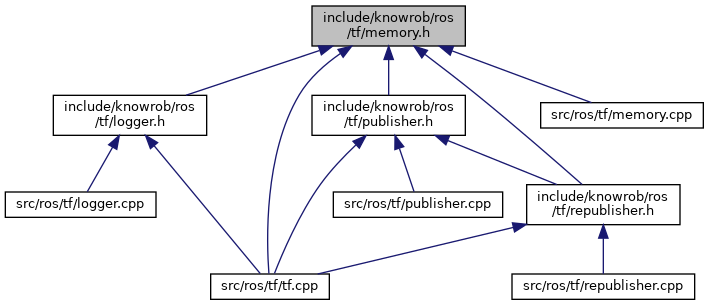 include/knowrob/ros
/tf/memory.h
include/knowrob/ros
/tf/logger.h
include/knowrob/ros
/tf/publisher.h
src/ros/tf/memory.cpp
src/ros/tf/logger.cpp
src/ros/tf/publisher.cpp
include/knowrob/ros
/tf/republisher.h
src/ros/tf/tf.cpp
src/ros/tf/republisher.cpp